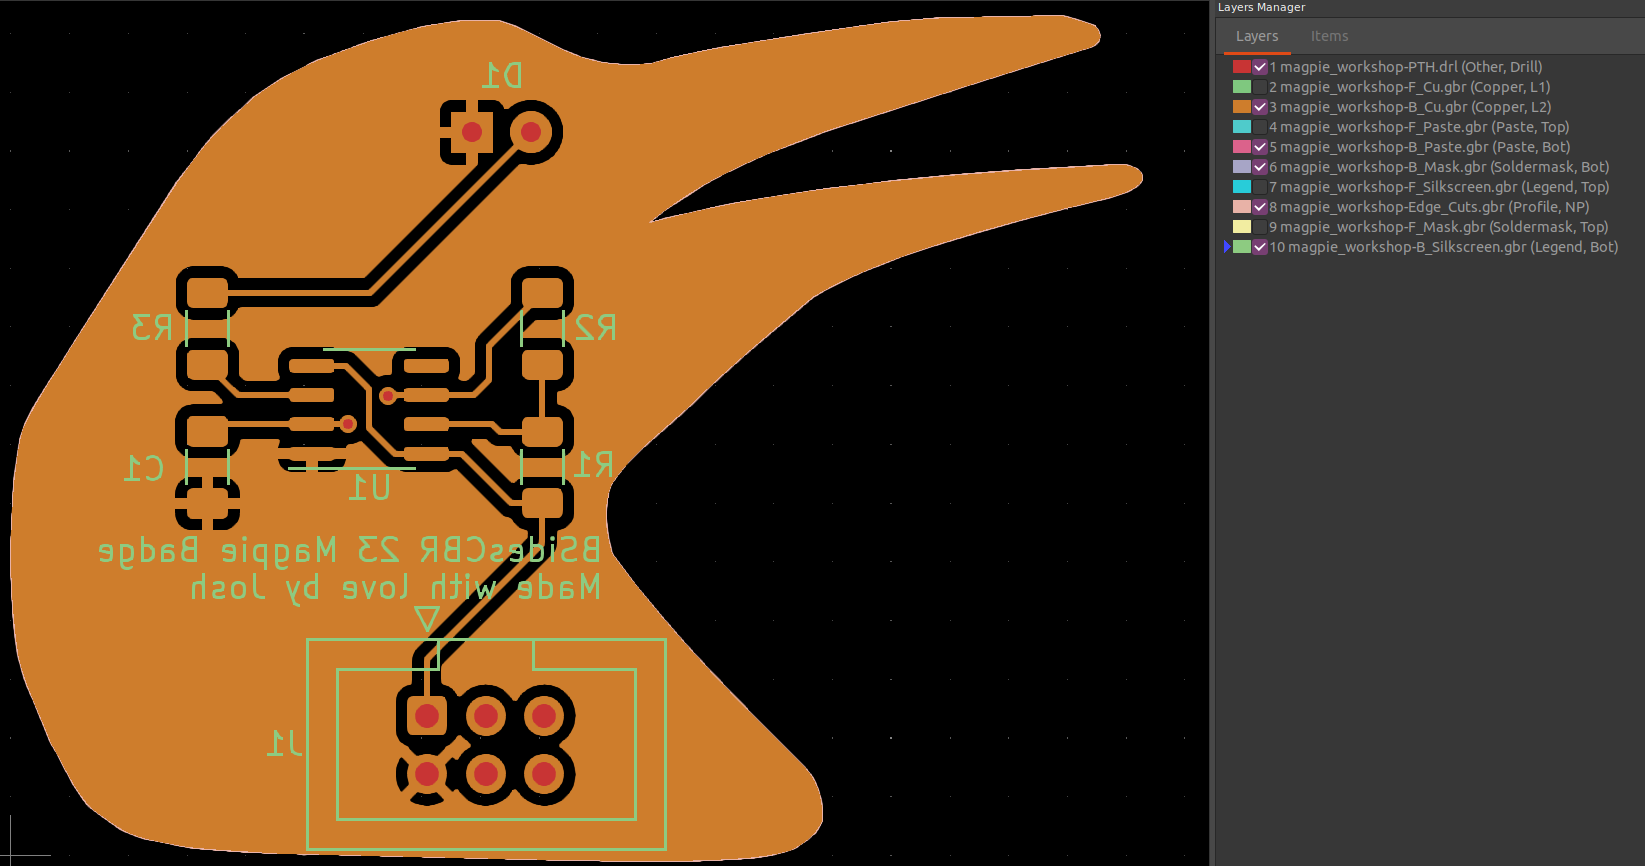 Layers Manager
Layers
Items
1 magpie_workshop-PTH.drl (Other, Drill)
2 magpie_workshop-F_Cu.gbr (Copper, L1)
3 magpie_workshop-B_Cu.gbr (Copper, L2)
4 magpie_workshop-F_Paste.gbr (Paste, Top)
5 magpie_workshop-B_Paste.gbr (Paste, Bot)
6 magpie_workshop-B_Mask.gbr (Soldermask, Bot)
7 magpie_workshop-F_Silkscreen.gbr (Legend, Top)
8 magpie_workshop-Edge_Cuts.gbr (Profile, NP)
9 magpie_workshop-F_Mask.gbr (Soldermask, Top)
10 magpie_workshop-B_Silkscreen.gbr (Legend, Bot)
D1
R3
R2
C1
U1
R1
BSidesCBR 23 Magpie Badge
Made with love by Josh
J1